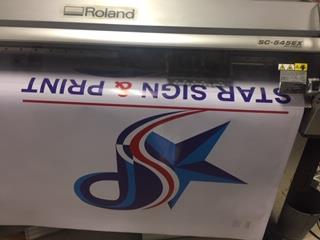 Roland
SC-545EX
STAR SIGN & PRINT